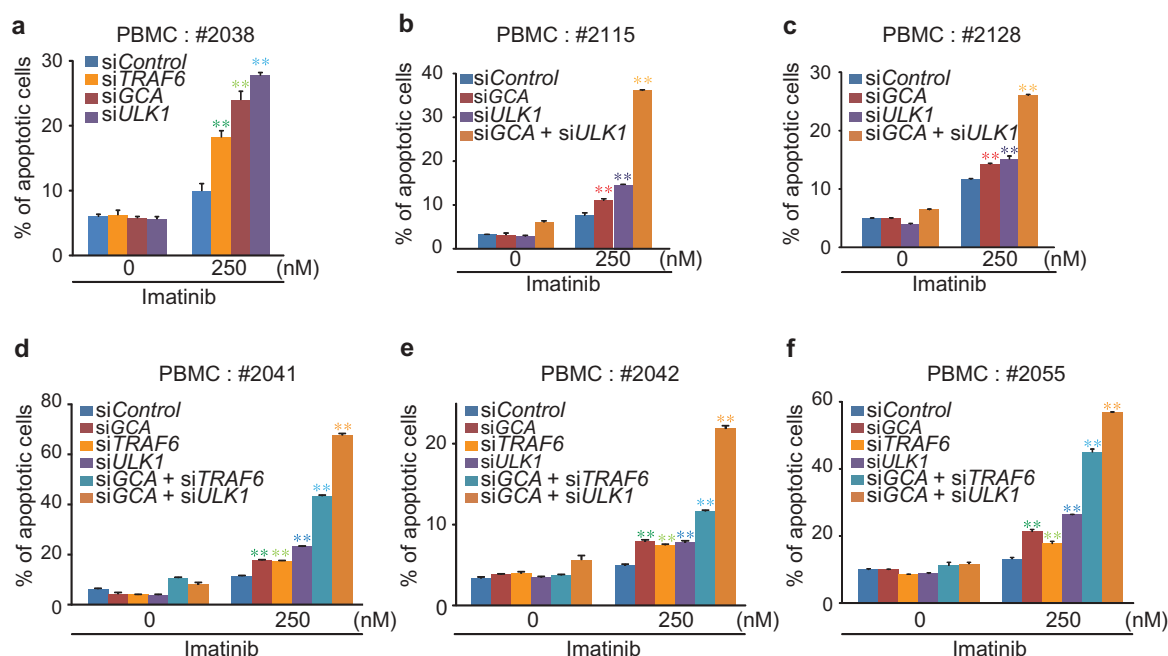 a
PBMC : #2038
% of apoptotic cells
30
20
10
0
siControl
siTRAF6
siGCA
siULK1
**
**
**
0
250
(nM)
Imatinib
b
PBMC : #2115
% of apoptotic cells
40
30
20
10
0
siControl
siGCA
siULK1
siGCA + siULK1
**
**
**
0
250
(nM)
Imatinib
c
PBMC : #2128
% of apoptotic cells
30
20
10
0
siControl
siGCA
siULK1
siGCA + siULK1
**
**
**
0
250
(nM)
Imatinib
d
PBMC : #2041
% of apoptotic cells
80
60
40
20
0
siControl
siGCA
siTRAF6
siULK1
siGCA + siTRAF6
siGCA + siULK1
**
**
**
**
**
0
250
(nM)
Imatinib
e
PBMC : #2042
% of apoptotic cells
20
10
0
siControl
siGCA
siTRAF6
siULK1
siGCA + siTRAF6
siGCA + siULK1
**
**
**
**
**
0
250
(nM)
Imatinib
f
PBMC : #2055
% of apoptotic cells
60
40
20
0
siControl
siGCA
siTRAF6
siULK1
siGCA + siTRAF6
siGCA + siULK1
**
**
**
**
**
0
250
(nM)
Imatinib